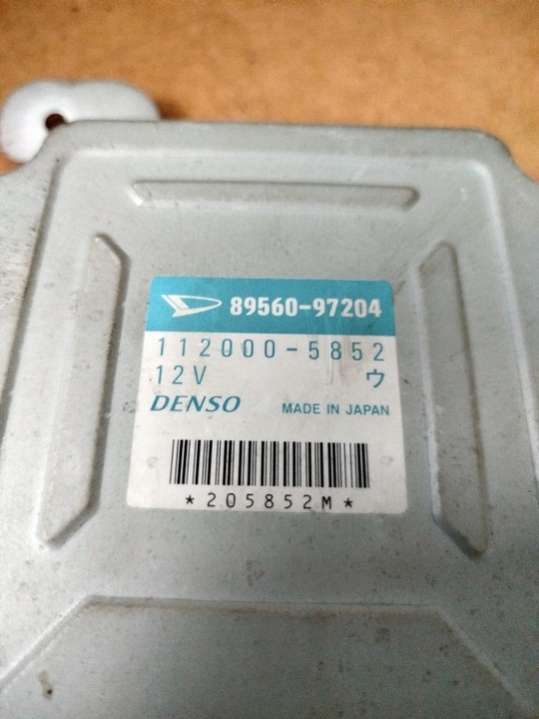 89560-97204
112000-5852
12V ウ
DENSO MADE IN JAPAN
*205852M*